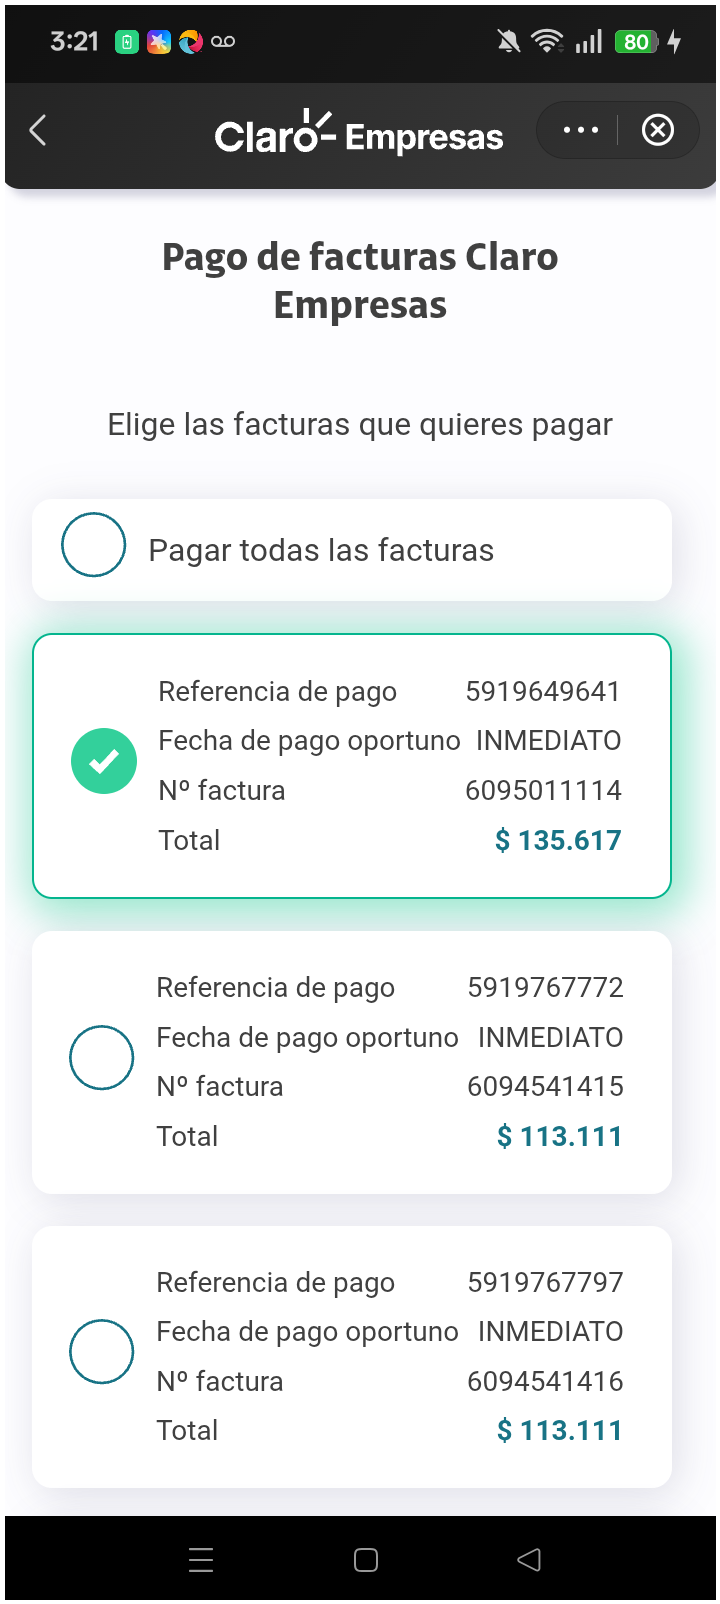 3:21
80
Claro Empresas
Pago de facturas Claro
Empresas
Elige las facturas que quieres pagar
Pagar todas las facturas
Referencia de pago 5919649641
Fecha de pago oportuno INMEDIATO
Nº factura 6095011114
Total $ 135.617
Referencia de pago 5919767772
Fecha de pago oportuno INMEDIATO
Nº factura 6094541415
Total $ 113.111
Referencia de pago 5919767797
Fecha de pago oportuno INMEDIATO
Nº factura 6094541416
Total $ 113.111